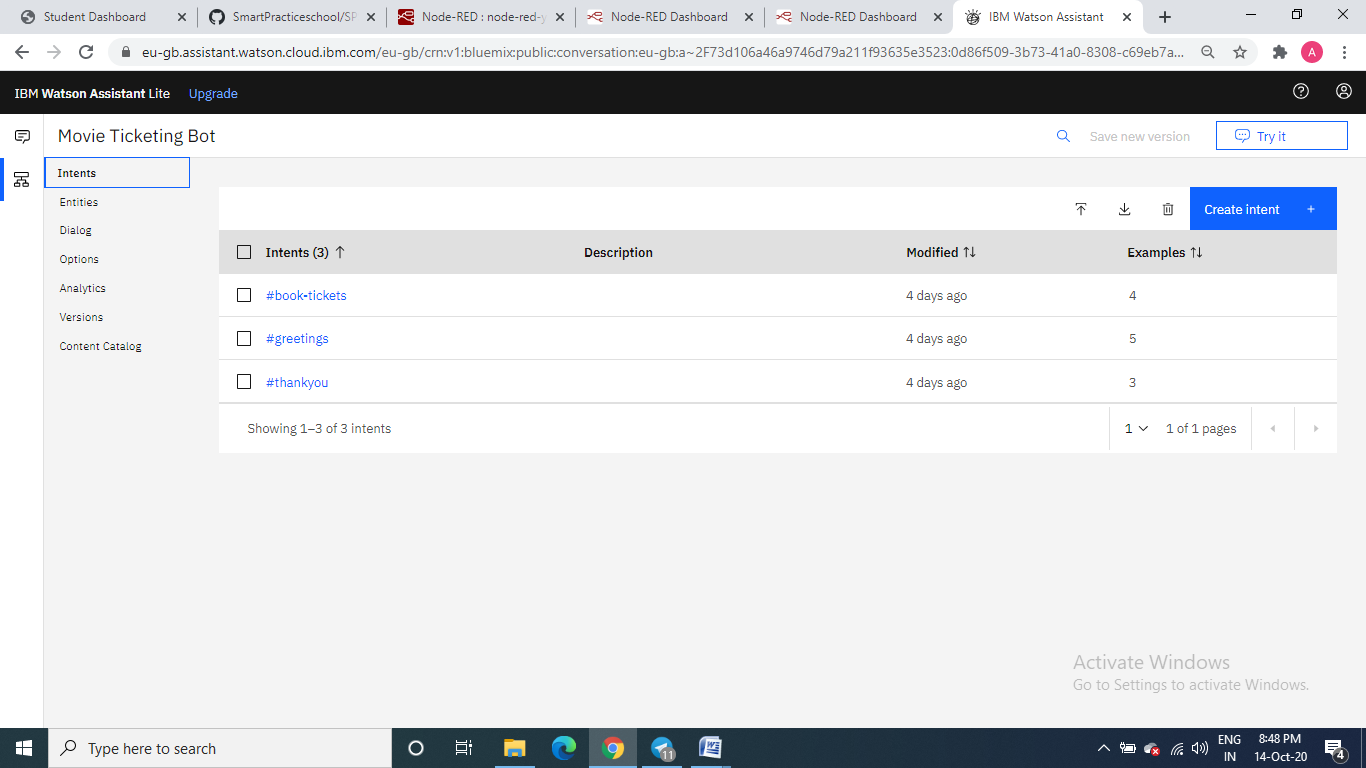 Student Dashboard
SmartPracticeschool/SP
Node-RED : node-red-y
Node-RED Dashboard
Node-RED Dashboard
IBM Watson Assistant
eu-gb.assistant.watson.cloud.ibm.com/eu-gb/crn:v1:bluemix:public:conversation:eu-gb:a~2F73d106a46a9746d79a211f93635e3523:0d86f509-3b73-41a0-8308-c69eb7a...
A
IBM Watson Assistant Lite Upgrade
Movie Ticketing Bot
Save new version
Try it
Intents
Entities
Dialog
Options
Analytics
Versions
Content Catalog
Create intent +
Intents (3) Description Modified Examples
#book-tickets 4 days ago 4
#greetings 4 days ago 5
#thankyou 4 days ago 3
Showing 1–3 of 3 intents 1 1 of 1 pages
Activate Windows
Go to Settings to activate Windows.
Type here to search
11
ENG
IN
8:48 PM
14-Oct-20
4